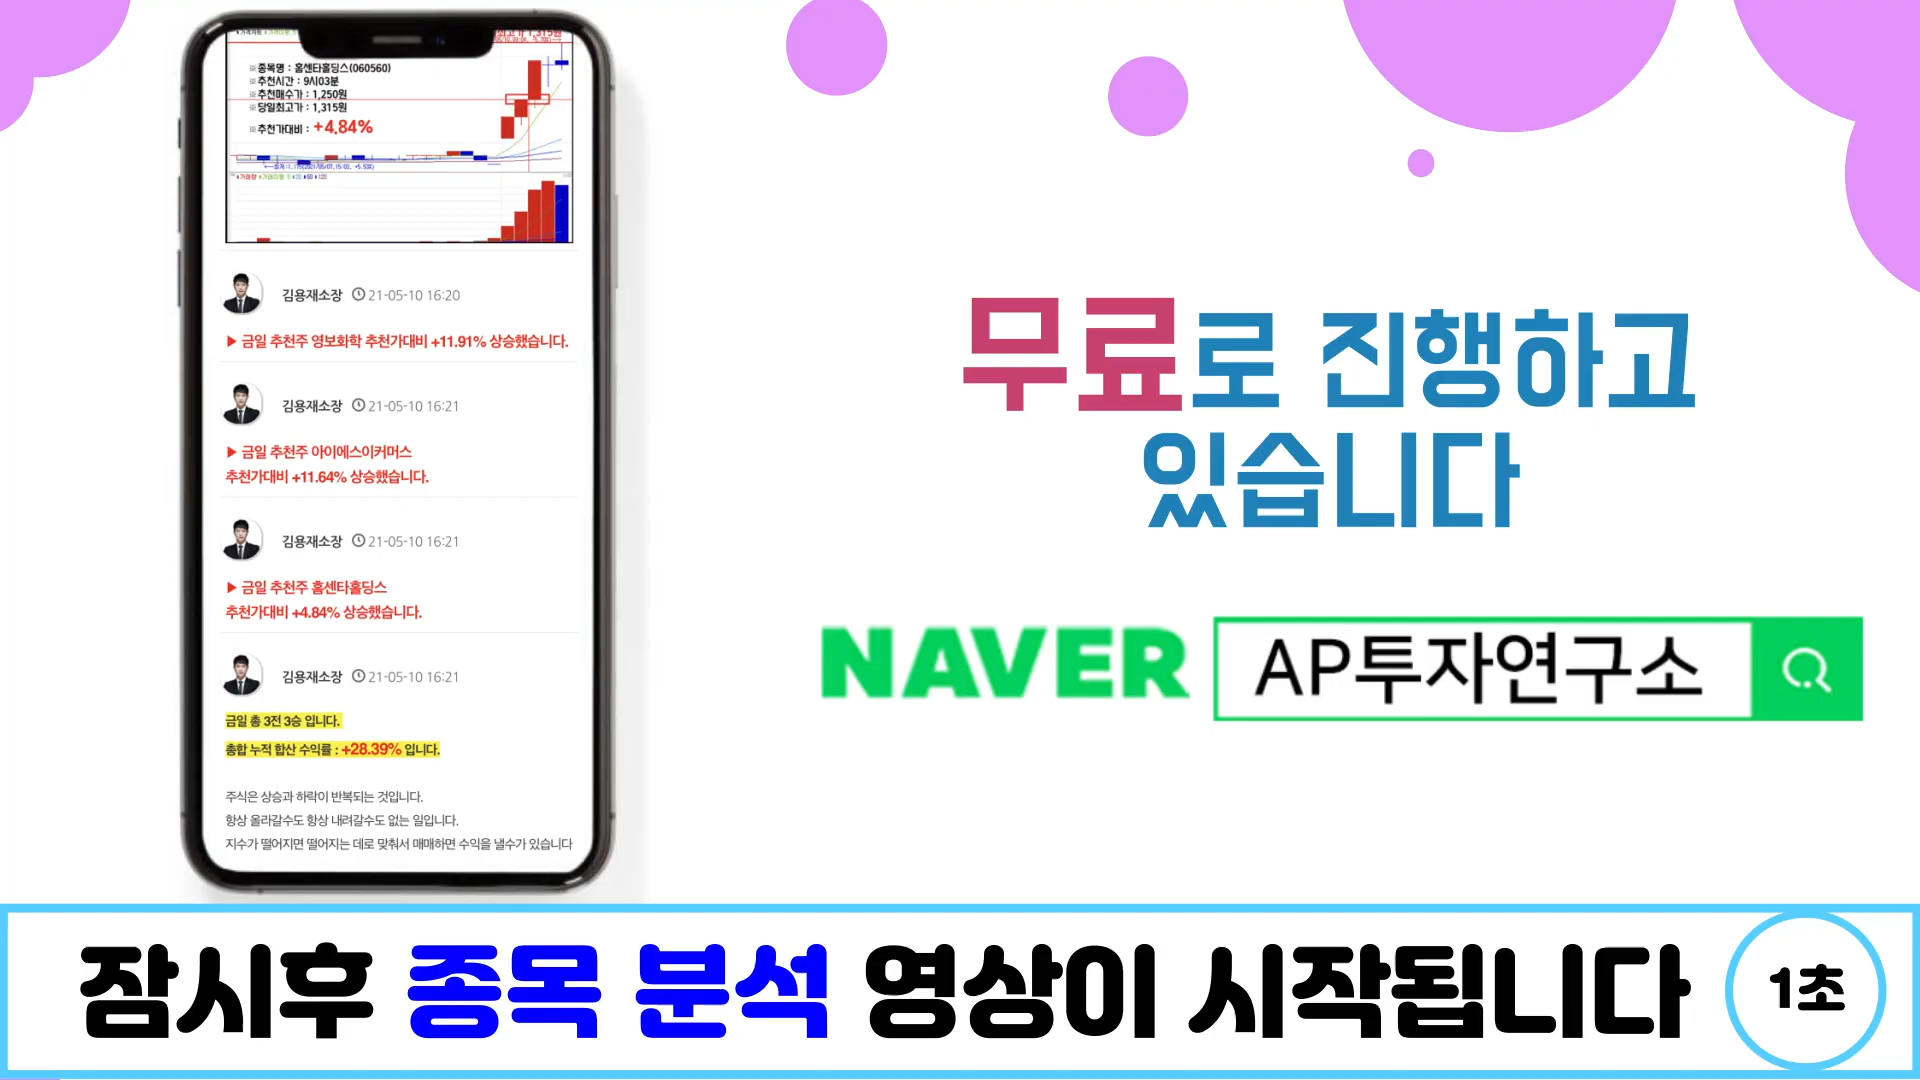 ※종목명 : 홈센타홀딩스(060560)
※추천시간 : 9시03분
※추천매수가 : 1,250원
※당일최고가 : 1,315원
※추천가대비 : +4.84%
김용재소장 21-05-10 16:20
▶ 금일 추천주 영보화학 추천가대비 +11.91% 상승했습니다.
김용재소장 21-05-10 16:21
▶ 금일 추천주 아이에스이커머스
추천가대비 +11.64% 상승했습니다.
김용재소장 21-05-10 16:21
▶ 금일 추천주 홈센타홀딩스
추천가대비 +4.84% 상승했습니다.
김용재소장 21-05-10 16:21
금일 총 3전 3승 입니다.
총합 누적 합산 수익률 : +28.39% 입니다.
주식은 상승과 하락이 반복되는 것입니다.
항상 올라갈수도 항상 내려갈수도 없는 일입니다.
지수가 떨어지면 떨어지는 데로 맞춰서 매매하면 수익을 낼수가 있습니다
무료로 진행하고
있습니다
NAVER AP투자연구소
잠시후 종목 분석 영상이 시작됩니다 1초